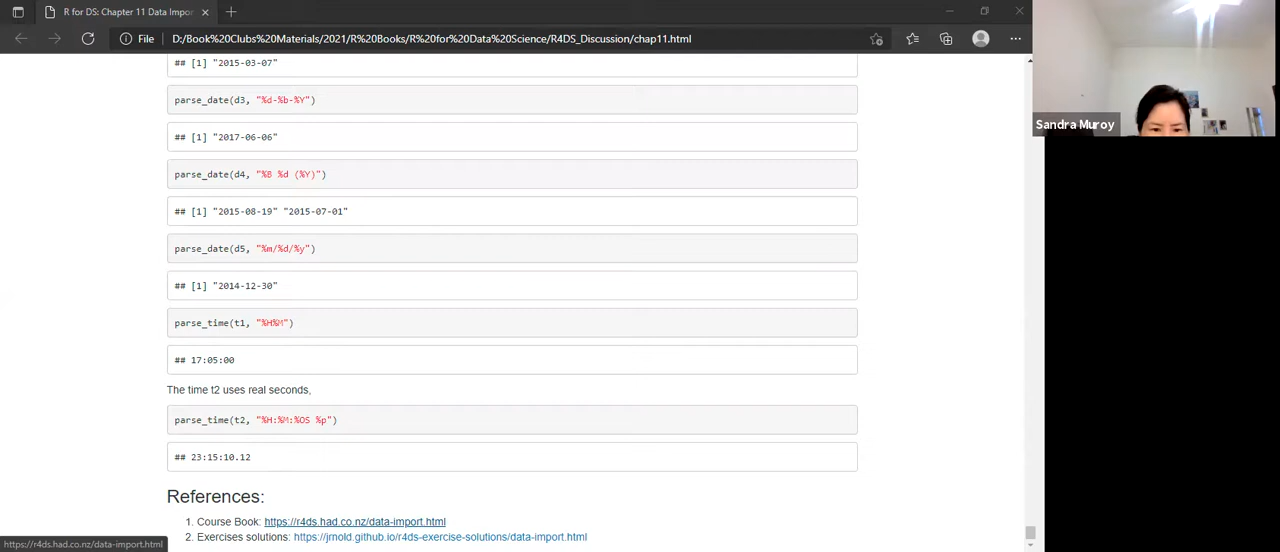 R for DS: Chapter 11 Data Impor
File
D:/Book%20Clubs%20Materials/2021/R%20Books/R%20for%20Data%20Science/R4DS_Discussion/chap11.html
## [1] "2015-03-07"
parse_date(d3, "%d-%b-%Y")
## [1] "2017-06-06"
parse_date(d4, "%B %d (%Y)")
## [1] "2015-08-19" "2015-07-01"
parse_date(d5, "%m/%d/%y")
## [1] "2014-12-30"
parse_time(t1, "%H%M")
## 17:05:00
The time t2 uses real seconds,
parse_time(t2, "%H:%M:%OS %p")
## 23:15:10.12
References:
1. Course Book: https://r4ds.had.co.nz/data-import.html
2. Exercises solutions: https://jrnold.github.io/r4ds-exercise-solutions/data-import.html
https://r4ds.had.co.nz/data-import.html
Sandra Muroy